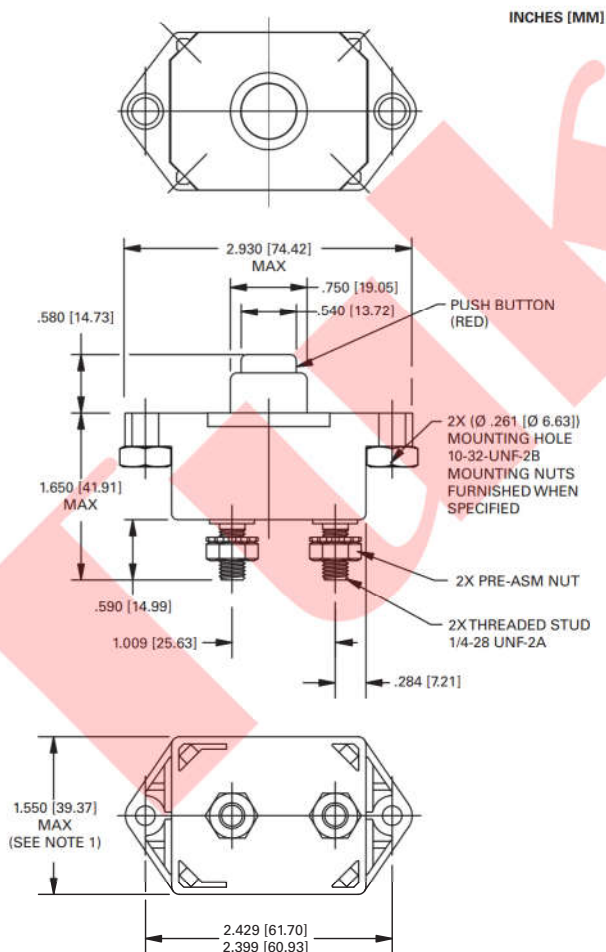 INCHES [MM]
2.930 [74.42]
MAX
.750 [19.05]
.540 [13.72]
.580 [14.73]
PUSH BUTTON
(RED)
2X (Ø .261 [Ø 6.63])
MOUNTING HOLE
10-32-UNF-2B
MOUNTING NUTS
FURNISHED WHEN
SPECIFIED
1.650 [41.91]
MAX
2X PRE-ASM NUT
.590 [14.99]
2X THREADED STUD
1/4-28 UNF-2A
1.009 [25.63]
.284 [7.21]
1.550 [39.37]
MAX
(SEE NOTE 1)
2.429 [61.70]
2.399 [60.93]